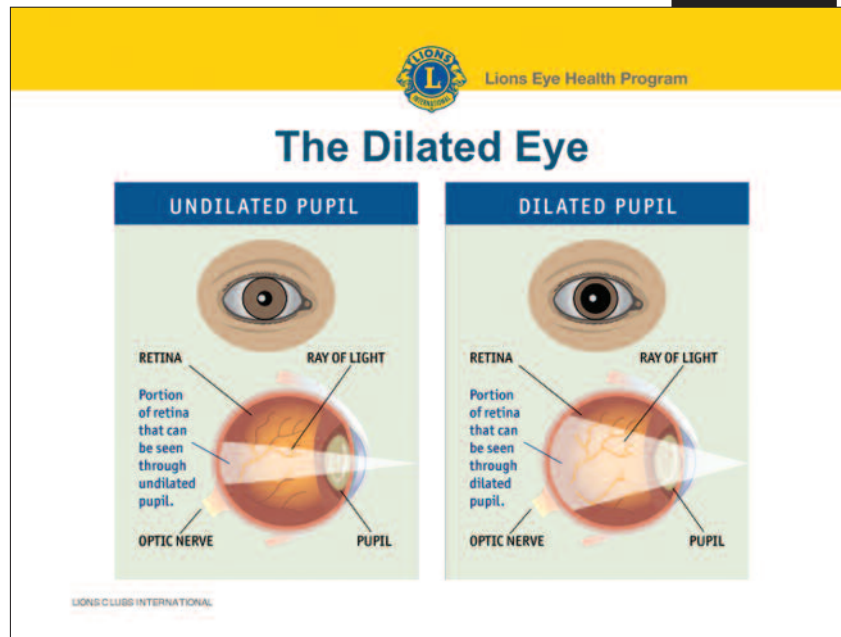 LIONS
L
INTERNATIONAL
Lions Eye Health Program
The Dilated Eye
UNDILATED PUPIL
RETINA
RAY OF LIGHT
Portion
of retina
that can
be seen
through
undilated
pupil.
OPTIC NERVE
PUPIL
DILATED PUPIL
RETINA
RAY OF LIGHT
Portion
of retina
that can
be seen
through
dilated
pupil.
OPTIC NERVE
PUPIL
LIONS CLUBS INTERNATIONAL